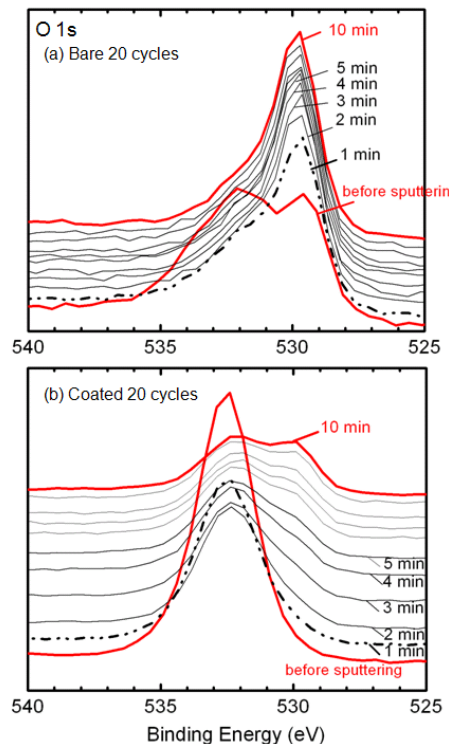 O 1s
(a) Bare 20 cycles
10 min
5 min
4 min
3 min
2 min
1 min
before sputterin
540 535 530 525
(b) Coated 20 cycles
10 min
5 min
4 min
3 min
2 min
1 min
before sputtering
540 535 530 525
Binding Energy (eV)